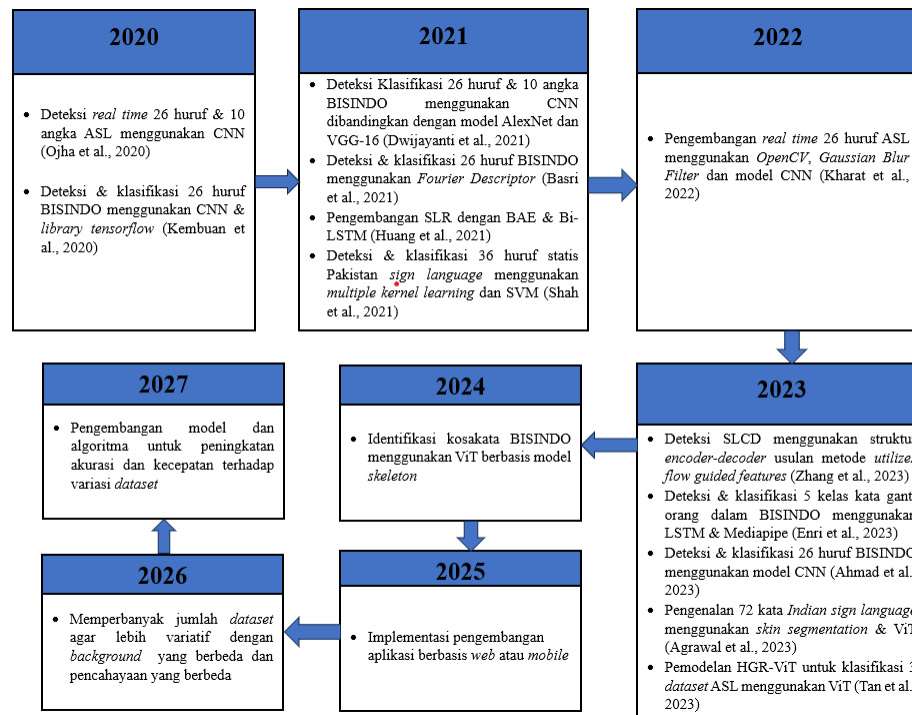 2020
• Deteksi real time 26 huruf & 10
angka ASL menggunakan CNN
(Ojha et al., 2020)
• Deteksi & klasifikasi 26 huruf
BISINDO menggunakan CNN &
library tensorflow (Kembuan et
al., 2020)
2021
• Deteksi Klasifikasi 26 huruf & 10 angka
BISINDO menggunakan CNN
dibandingkan dengan model AlexNet dan
VGG-16 (Dwijayanti et al., 2021)
• Deteksi & klasifikasi 26 huruf BISINDO
menggunakan Fourier Descriptor (Basri
et al., 2021)
• Pengembangan SLR dengan BAE & Bi-
LSTM (Huang et al., 2021)
• Deteksi & klasifikasi 36 huruf statis
Pakistan sign language menggunakan
multiple kernel learning dan SVM (Shah
et al., 2021)
2022
• Pengembangan real time 26 huruf ASL
menggunakan OpenCV, Gaussian Blur
Filter dan model CNN (Kharat et al.,
2022)
2023
• Deteksi SLCD menggunakan struktu
encoder-decoder usulan metode utilize
flow guided features (Zhang et al., 2023)
• Deteksi & klasifikasi 5 kelas kata gant
orang dalam BISINDO menggunakan
LSTM & Mediapipe (Enri et al., 2023)
• Deteksi & klasifikasi 26 huruf BISINDO
menggunakan model CNN (Ahmad et al.
2023)
• Pengenalan 72 kata Indian sign language
menggunakan skin segmentation & ViT
(Agrawal et al., 2023)
• Pemodelan HGR-ViT untuk klasifikasi 3
dataset ASL menggunakan ViT (Tan et al.
2023)
2024
• Identifikasi kosakata BISINDO
menggunakan ViT berbasis model
skeleton
2025
• Implementasi pengembangan
aplikasi berbasis web atau mobile
2026
• Memperbanyak jumlah dataset
agar lebih variatif dengan
background yang berbeda dan
pencahayaan yang berbeda
2027
• Pengembangan model dan
algoritma untuk peningkatan
akurasi dan kecepatan terhadap
variasi dataset